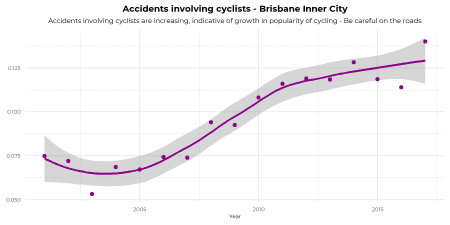 Accidents involving cyclists - Brisbane Inner City
Accidents involving cyclists are increasing, indicative of growth in popularity of cycling - Be careful on the roads
0.125
0.100
0.075
0.050
2005
2010
2015
Year